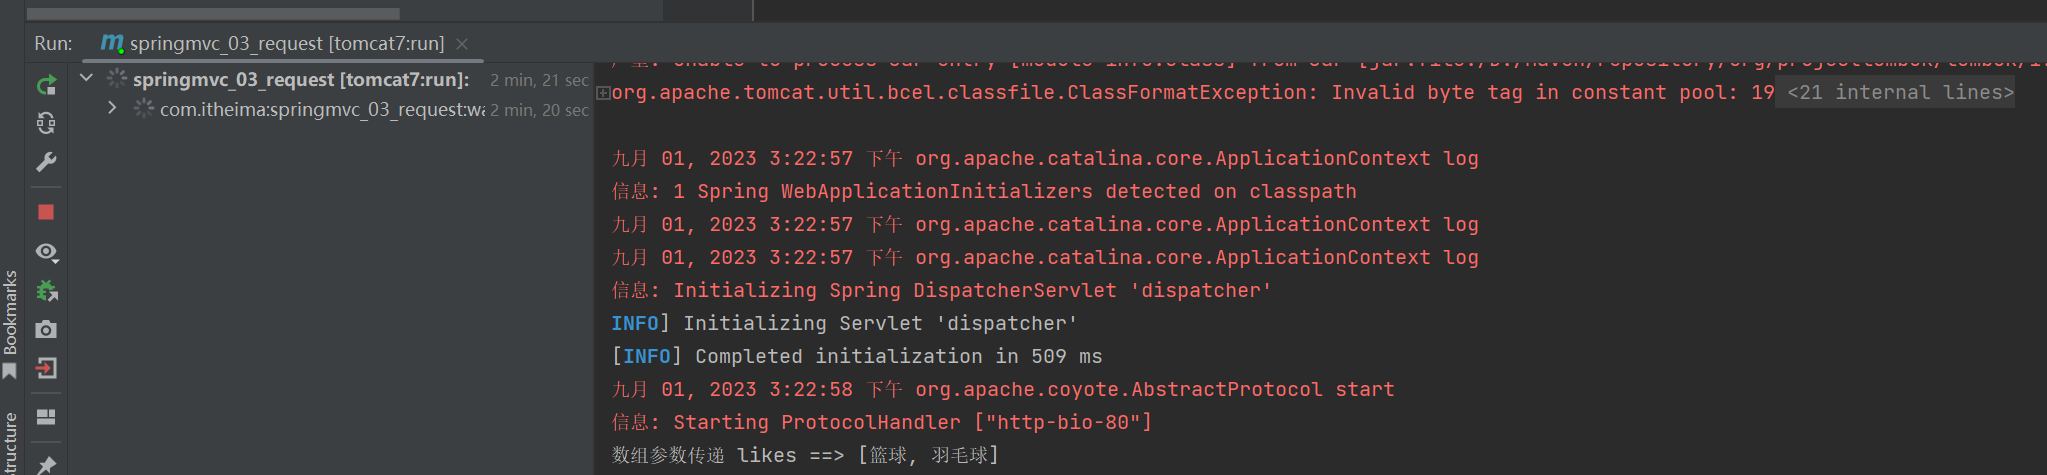 Run: springmvc_03_request [tomcat7:run]
springmvc_03_request [tomcat7:run]: 2 min, 21 sec
com.itheima:springmvc_03_request:wa 2 min, 20 sec
org.apache.tomcat.util.bcel.classfile.ClassFormatException: Invalid byte tag in constant pool: 19 <21 internal lines>
九月 01, 2023 3:22:57 下午 org.apache.catalina.core.ApplicationContext log
信息: 1 Spring WebApplicationInitializers detected on classpath
九月 01, 2023 3:22:57 下午 org.apache.catalina.core.ApplicationContext log
九月 01, 2023 3:22:57 下午 org.apache.catalina.core.ApplicationContext log
信息: Initializing Spring DispatcherServlet 'dispatcher'
INFO] Initializing Servlet 'dispatcher'
[INFO] Completed initialization in 509 ms
九月 01, 2023 3:22:58 下午 org.apache.coyote.AbstractProtocol start
信息: Starting ProtocolHandler ["http-bio-80"]
数组参数传递 likes ==> [篮球, 羽毛球]
Bookmarks
tructure